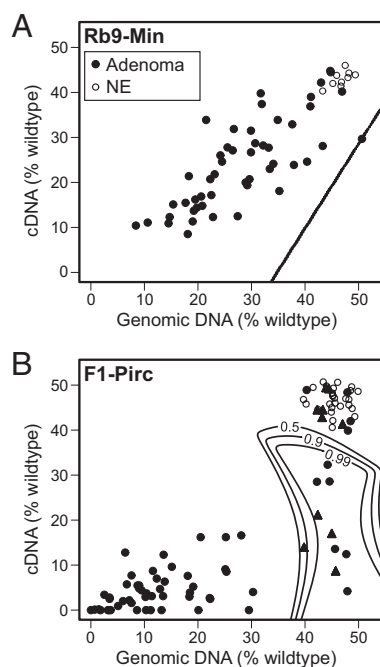 A
Rb9-Min
Adenoma
NE
cDNA (% wildtype)
50
40
30
20
10
0
0 10 20 30 40 50
Genomic DNA (% wildtype)
B
F1-Pirc
cDNA (% wildtype)
50
40
30
20
10
0
0.5
0.9
0.99
0 10 20 30 40 50
Genomic DNA (% wildtype)